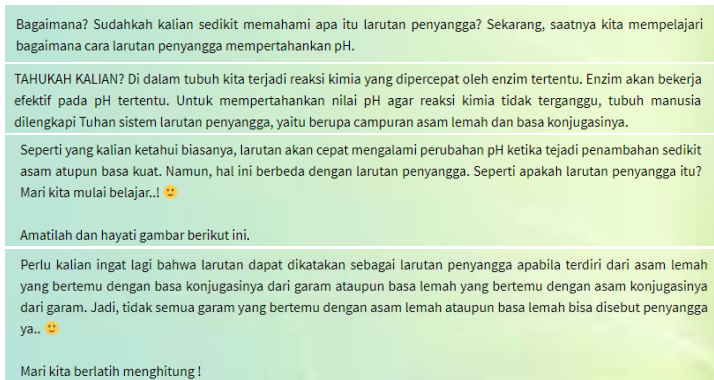 Bagaimana? Sudahkah kalian sedikit memahami apa itu larutan penyangga? Sekarang, saatnya kita mempelajari
bagaimana cara larutan penyangga mempertahankan pH.
TAHUKAH KALIAN? Di dalam tubuh kita terjadi reaksi kimia yang dipercepat oleh enzim tertentu. Enzim akan bekerja
efektif pada pH tertentu. Untuk mempertahankan nilai pH agar reaksi kimia tidak terganggu, tubuh manusia
dilengkapi Tuhan sistem larutan penyangga, yaitu berupa campuran asam lemah dan basa konjugasinya.
Seperti yang kalian ketahui biasanya, larutan akan cepat mengalami perubahan pH ketika tejadi penambahan sedikit
asam atupun basa kuat. Namun, hal ini berbeda dengan larutan penyangga. Seperti apakah larutan penyangga itu?
Mari kita mulai belajar..! 🙂
Amatilah dan hayati gambar berikut ini.
Perlu kalian ingat lagi bahwa larutan dapat dikatakan sebagai larutan penyangga apabila terdiri dari asam lemah
yang bertemu dengan basa konjugasinya dari garam ataupun basa lemah yang bertemu dengan asam konjugasinya
dari garam. Jadi, tidak semua garam yang bertemu dengan asam lemah ataupun basa lemah bisa disebut penyangga
ya.. 🙂
Mari kita berlatih menghitung !